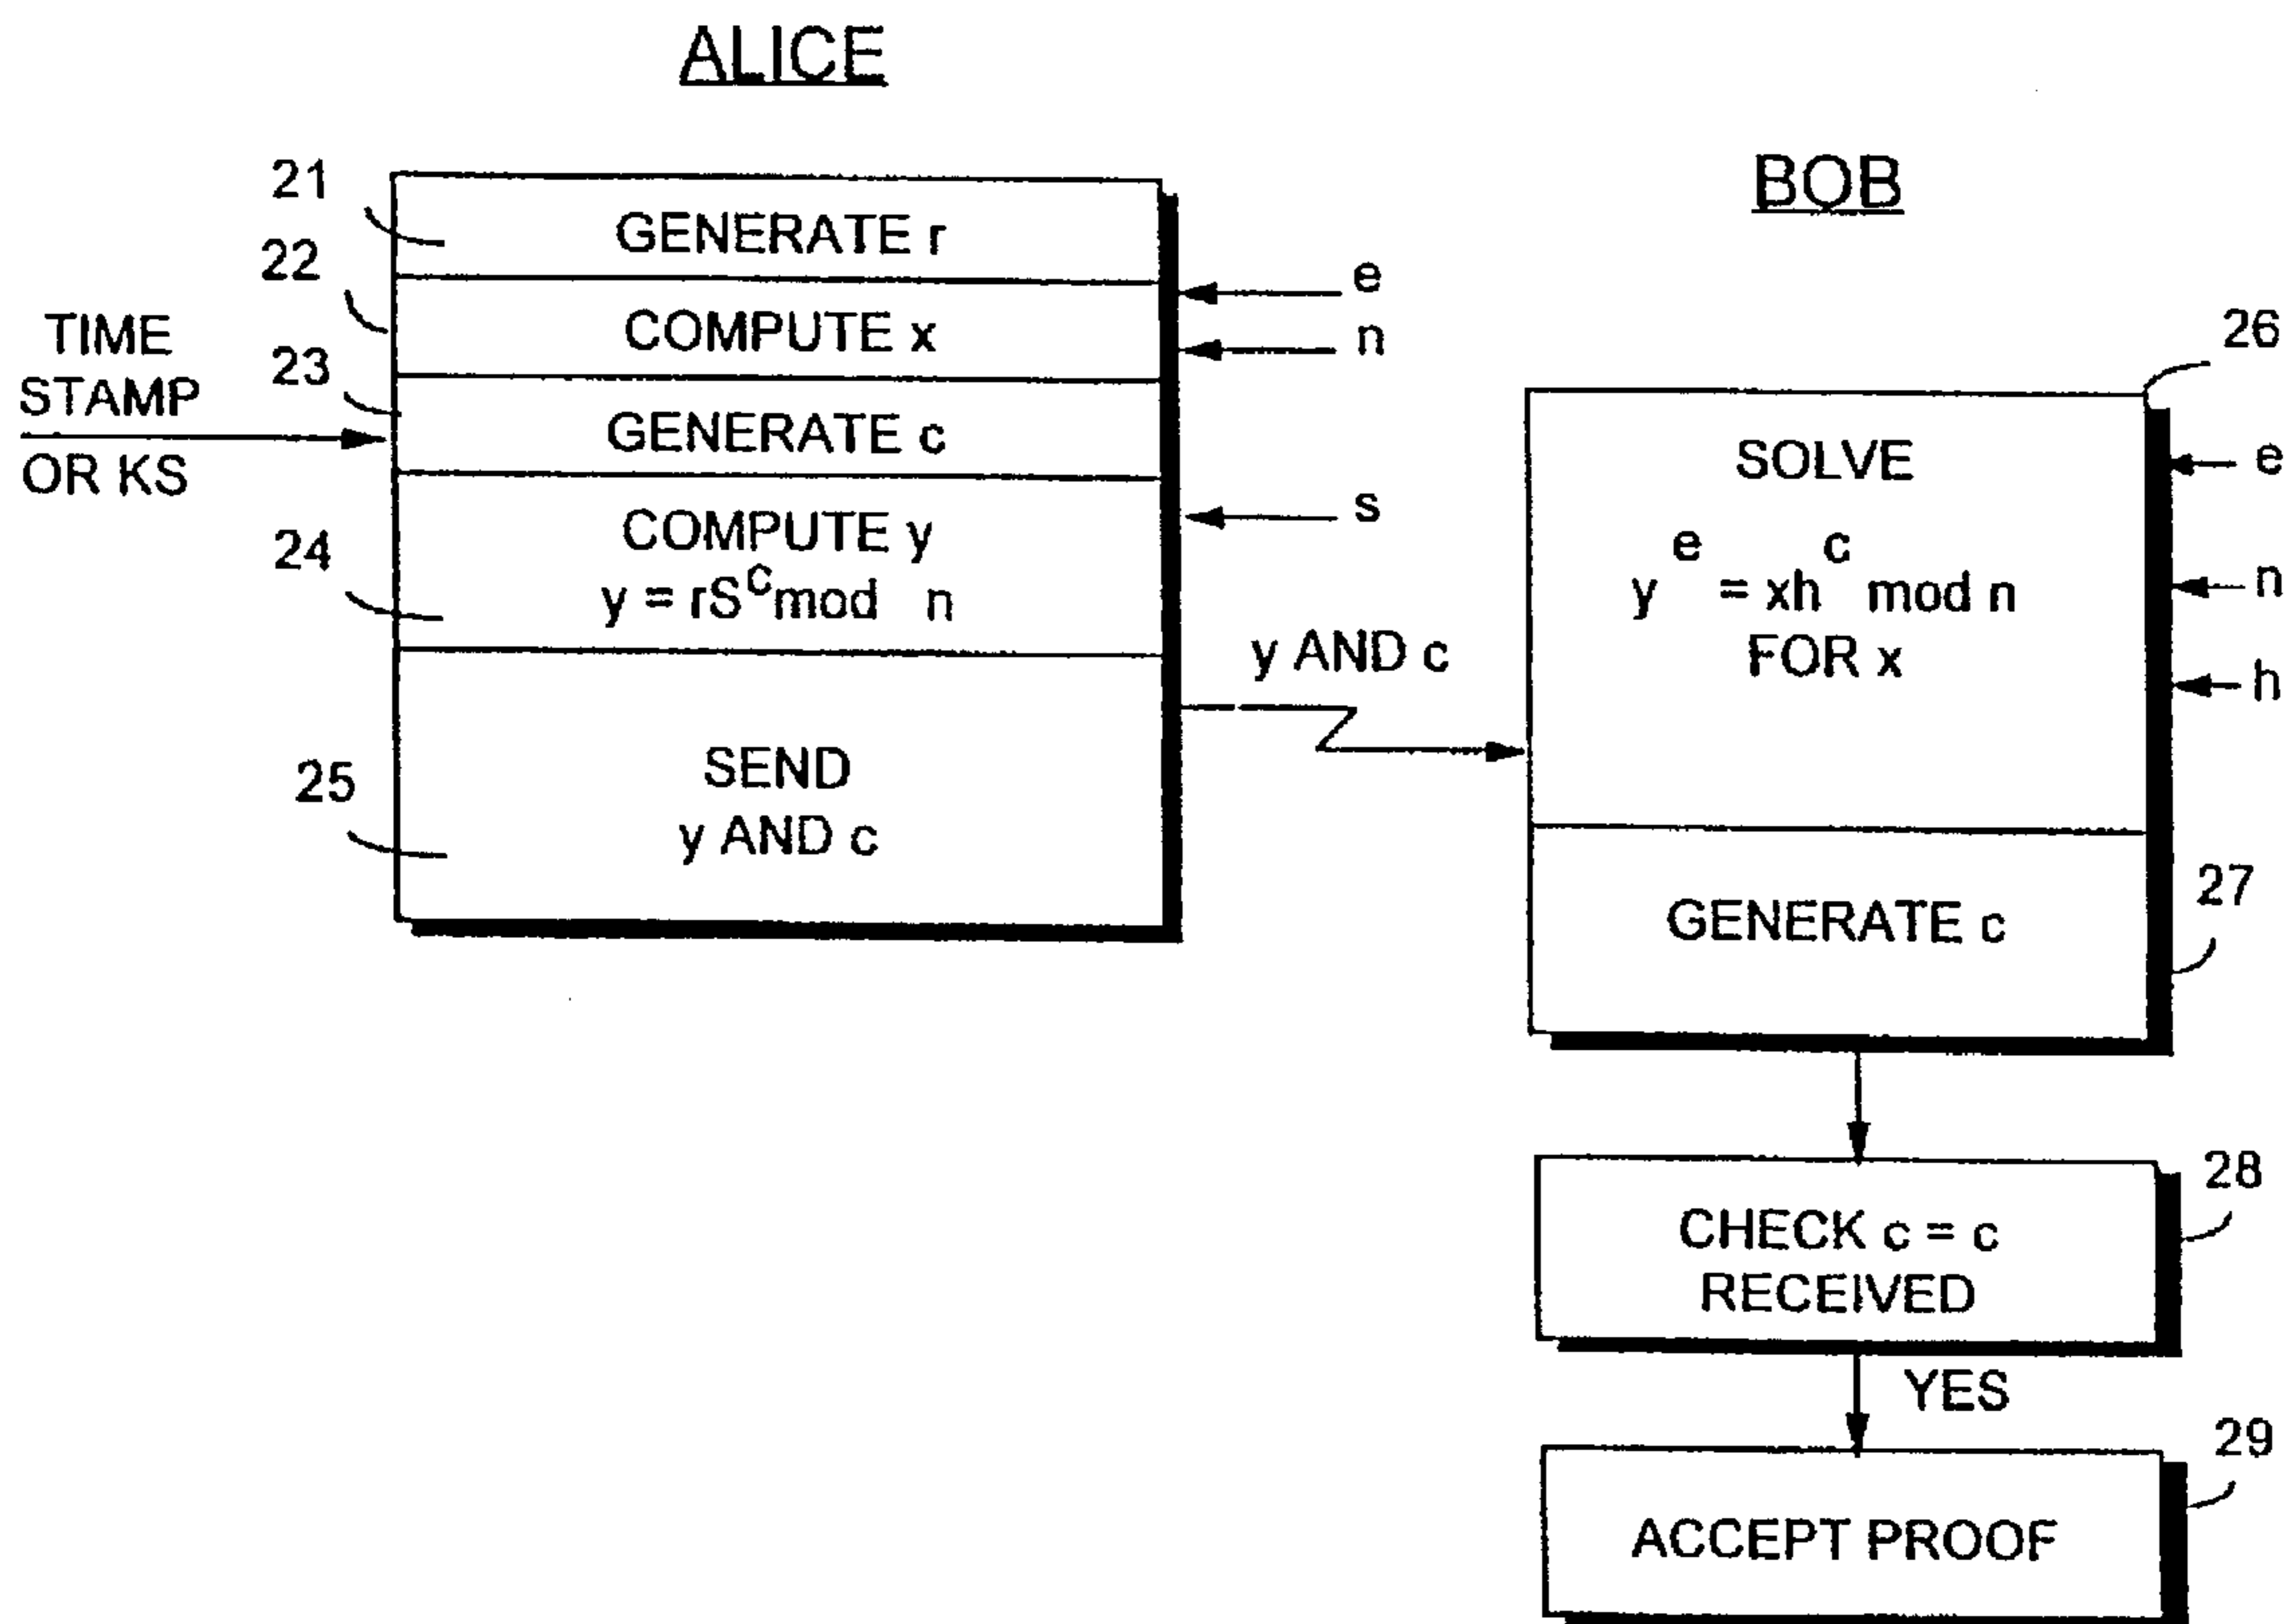 ALICE
21
GENERATE r
22
COMPUTE x
e
n
TIME
STAMP
OR KS
23
GENERATE c
24
COMPUTE y
y = rS^c mod n
s
25
SEND
y AND c
y AND c
BOB
26
SOLVE
y^e = xh^c mod n
FOR x
e
n
h
27
GENERATE c
28
CHECK c = c
RECEIVED
YES
29
ACCEPT PROOF